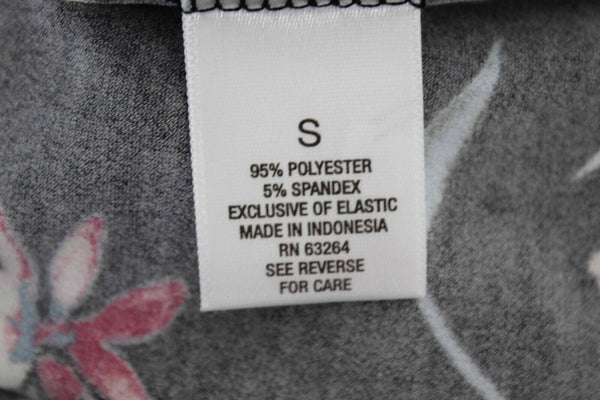 S
95% POLYESTER
5% SPANDEX
EXCLUSIVE OF ELASTIC
MADE IN INDONESIA
RN 63264
SEE REVERSE
FOR CARE